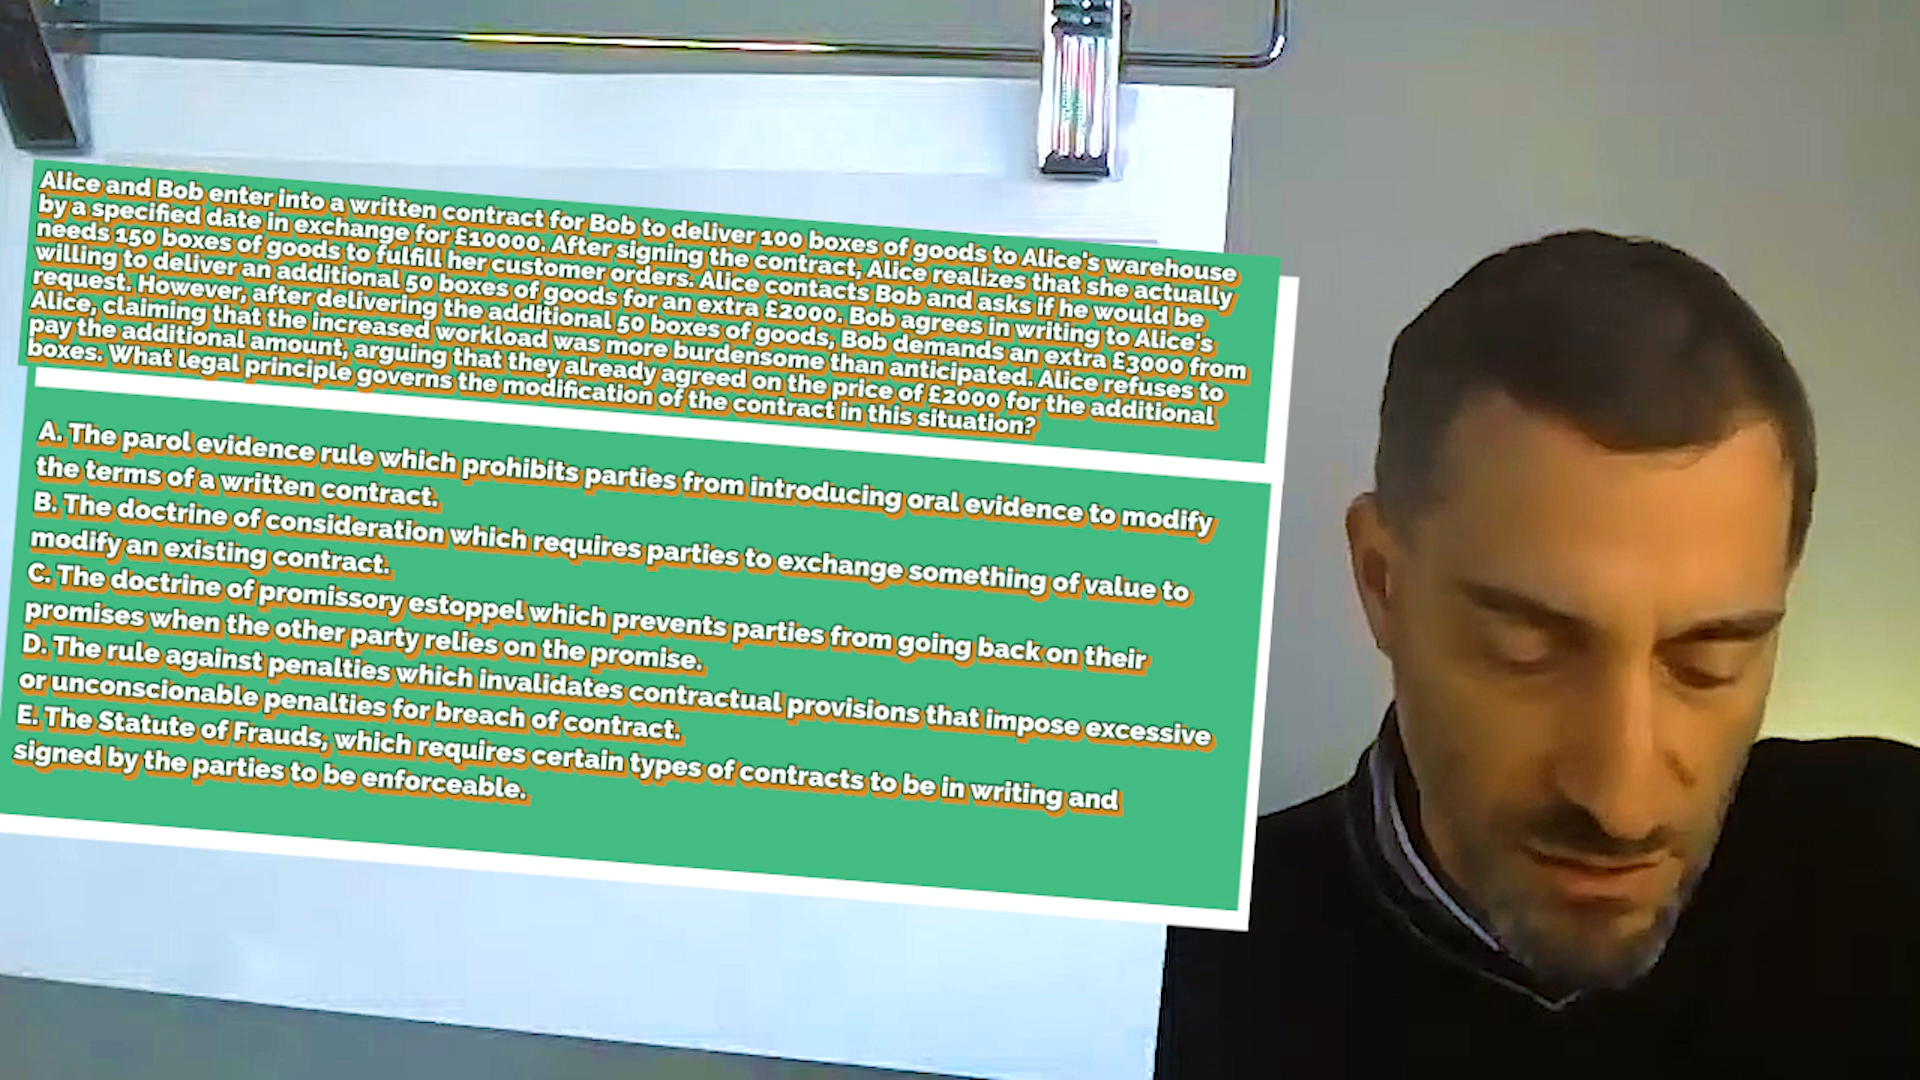 Alice and Bob enter into a written contract for Bob to deliver 100 boxes of goods to Alice's warehouse
by a specified date in exchange for £10000. After signing the contract, Alice realizes that she actually
needs 150 boxes of goods to fulfill her customer orders. Alice contacts Bob and asks if he would be
willing to deliver an additional 50 boxes of goods for an extra £2000. Bob agrees in writing to Alice's
request. However, after delivering the additional 50 boxes of goods, Bob demands an extra £3000 from
Alice, claiming that the increased workload was more burdensome than anticipated. Alice refuses to
pay the additional amount, arguing that they already agreed on the price of £2000 for the additional
boxes. What legal principle governs the modification of the contract in this situation?
A. The parol evidence rule which prohibits parties from introducing oral evidence to modify
the terms of a written contract.
B. The doctrine of consideration which requires parties to exchange something of value to
modify an existing contract.
C. The doctrine of promissory estoppel which prevents parties from going back on their
promises when the other party relies on the promise.
D. The rule against penalties which invalidates contractual provisions that impose excessive
or unconscionable penalties for breach of contract.
E. The Statute of Frauds, which requires certain types of contracts to be in writing and
signed by the parties to be enforceable.